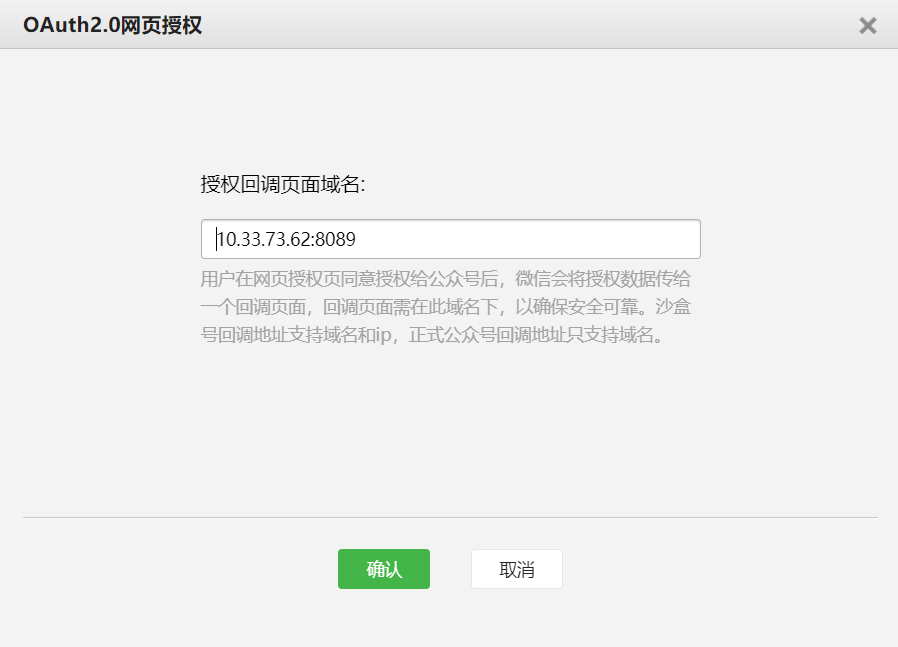 OAuth2.0网页授权
授权回调页面域名:
10.33.73.62:8089
用户在网页授权页同意授权给公众号后，微信会将授权数据传给
一个回调页面，回调页面需在此域名下，以确保安全可靠。沙盒
号回调地址支持域名和ip，正式公众号回调地址只支持域名。
确认
取消